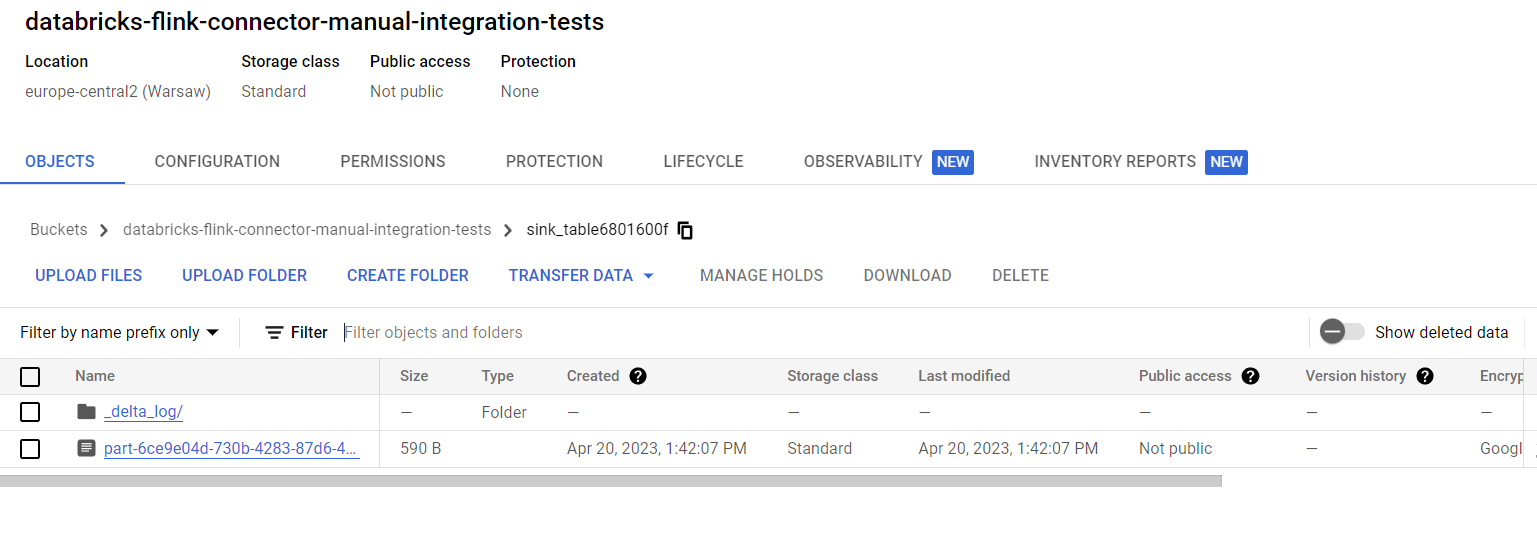 databricks-flink-connector-manual-integration-tests
Location Storage class Public access Protection
europe-central2 (Warsaw) Standard Not public None
OBJECTS CONFIGURATION PERMISSIONS PROTECTION LIFECYCLE OBSERVABILITY NEW INVENTORY REPORTS NEW
Buckets > databricks-flink-connector-manual-integration-tests > sink_table6801600f
UPLOAD FILES UPLOAD FOLDER CREATE FOLDER TRANSFER DATA MANAGE HOLDS DOWNLOAD DELETE
Filter by name prefix only Filter Filter objects and folders Show deleted data
Name Size Type Created ? Storage class Last modified Public access ? Version history ? Encryp
_delta_log/ — Folder — — — — — —
part-6ce9e04d-730b-4283-87d6-4... 590 B Apr 20, 2023, 1:42:07 PM Standard Apr 20, 2023, 1:42:07 PM Not public — Googl